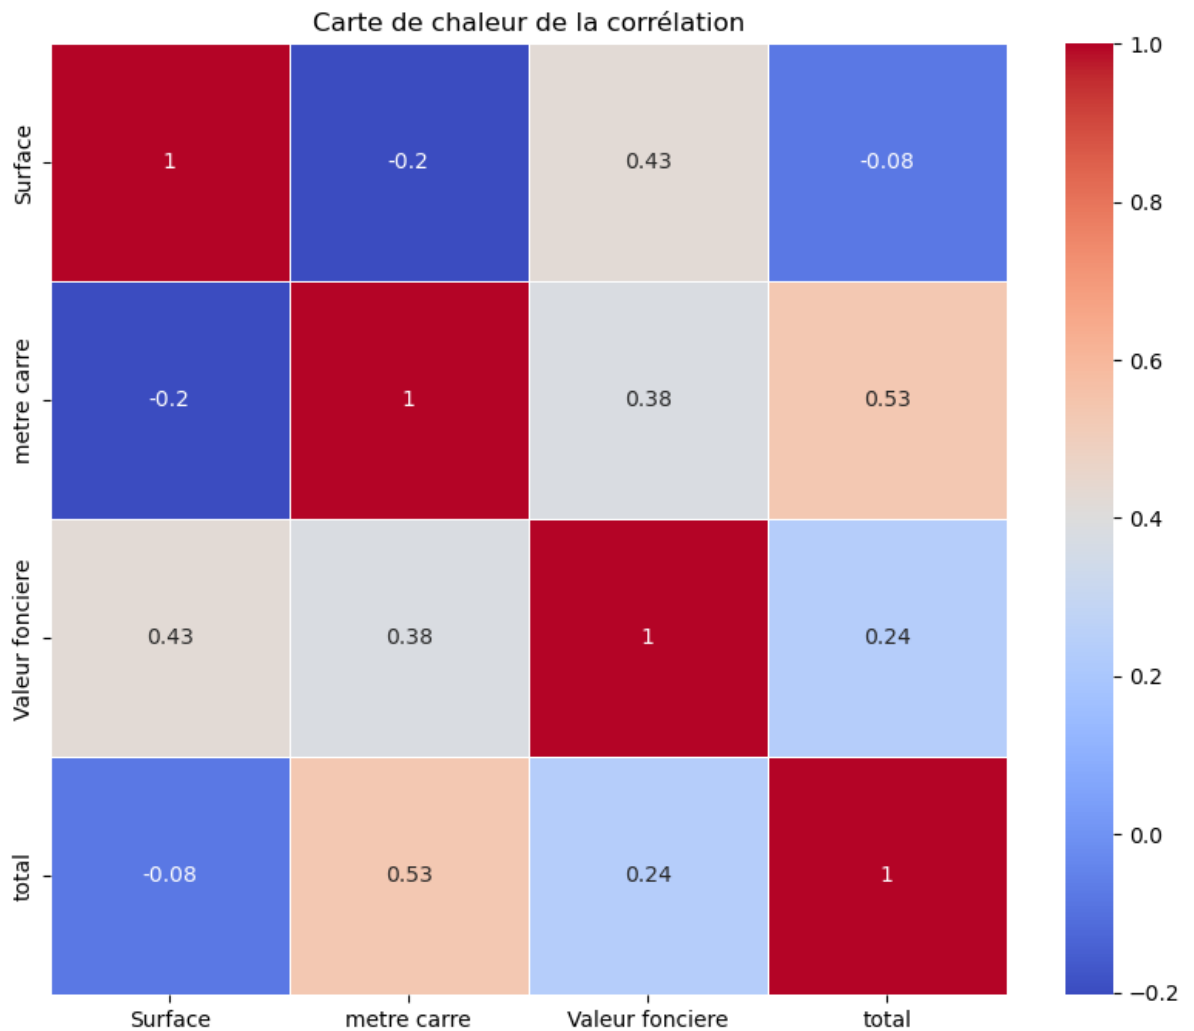 Carte de chaleur de la corrélation
Surface
1
-0.2
0.43
-0.08
metre carre
-0.2
1
0.38
0.53
Valeur fonciere
0.43
0.38
1
0.24
total
-0.08
0.53
0.24
1
Surface
metre carre
Valeur fonciere
total
1.0
0.8
0.6
0.4
0.2
0.0
−0.2